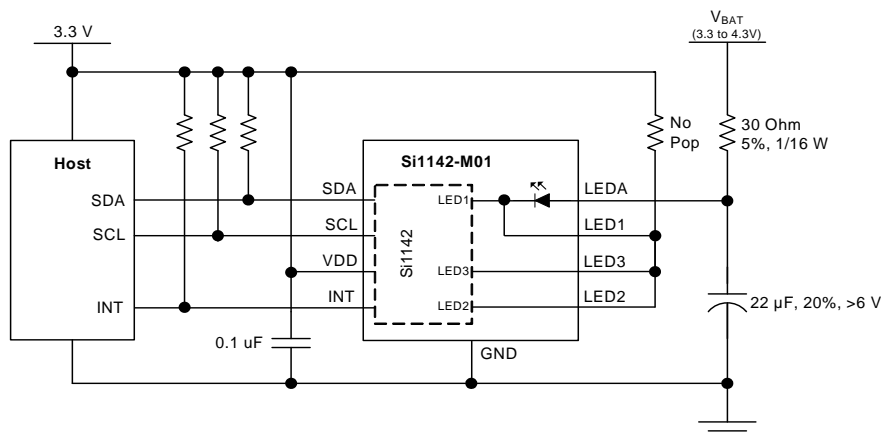 3.3 V
V_BAT
(3.3 to 4.3V)
No
Pop
30 Ohm
5%, 1/16 W
Host
Si1142-M01
SDA
SDA
LED1
LEDA
SCL
SCL
LED1
Si1142
VDD
LED3
LED3
INT
INT
LED2
LED2
22 µF, 20%, >6 V
0.1 uF
GND